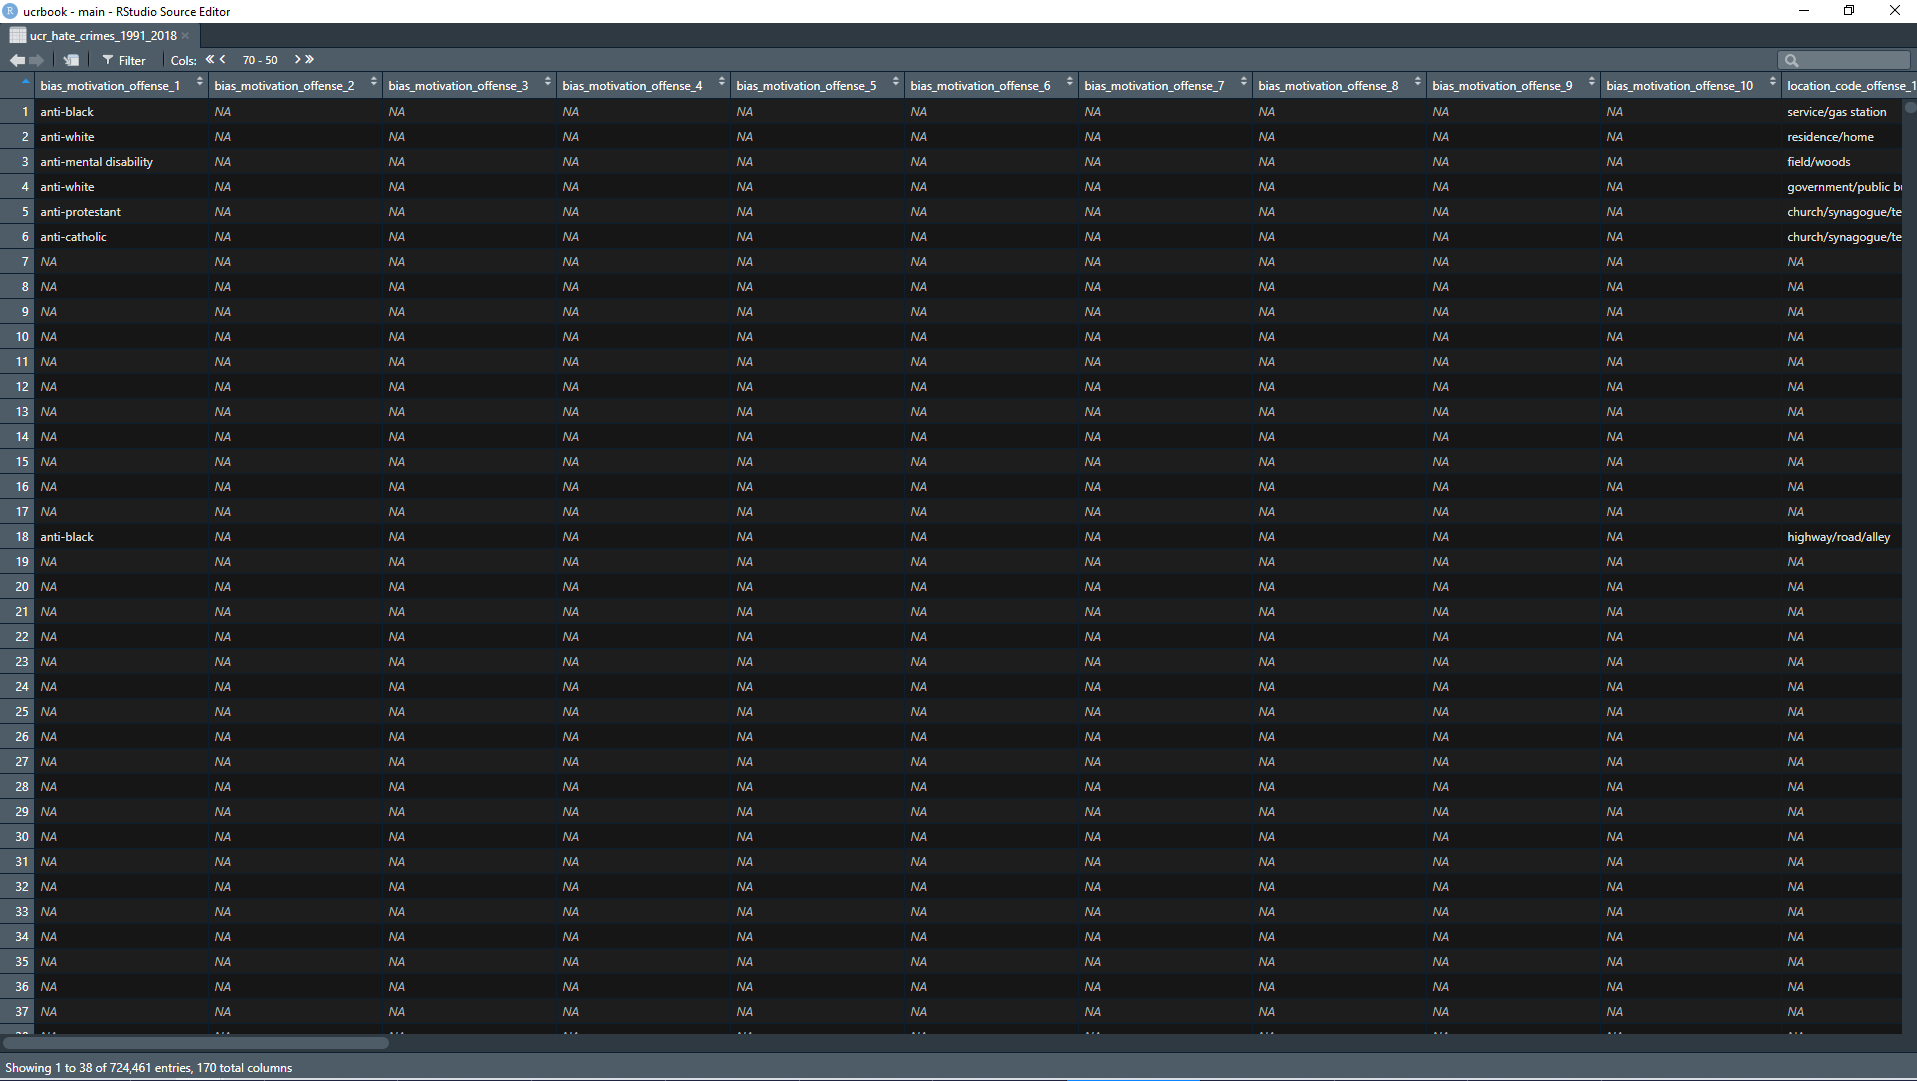 ucrbook - main - RStudio Source Editor
ucr_hate_crimes_1991_2018
Filter Cols: 70 - 50
bias_motivation_offense_1 bias_motivation_offense_2 bias_motivation_offense_3 bias_motivation_offense_4 bias_motivation_offense_5 bias_motivation_offense_6 bias_motivation_offense_7 bias_motivation_offense_8 bias_motivation_offense_9 bias_motivation_offense_10 location_code_offense_1
1 anti-black NA NA NA NA NA NA NA NA NA service/gas station
2 anti-white NA NA NA NA NA NA NA NA NA residence/home
3 anti-mental disability NA NA NA NA NA NA NA NA NA field/woods
4 anti-white NA NA NA NA NA NA NA NA NA government/public b
5 anti-protestant NA NA NA NA NA NA NA NA NA church/synagogue/te
6 anti-catholic NA NA NA NA NA NA NA NA NA church/synagogue/te
7 NA NA NA NA NA NA NA NA NA NA NA
8 NA NA NA NA NA NA NA NA NA NA NA
9 NA NA NA NA NA NA NA NA NA NA NA
10 NA NA NA NA NA NA NA NA NA NA NA
11 NA NA NA NA NA NA NA NA NA NA NA
12 NA NA NA NA NA NA NA NA NA NA NA
13 NA NA NA NA NA NA NA NA NA NA NA
14 NA NA NA NA NA NA NA NA NA NA NA
15 NA NA NA NA NA NA NA NA NA NA NA
16 NA NA NA NA NA NA NA NA NA NA NA
17 NA NA NA NA NA NA NA NA NA NA NA
18 anti-black NA NA NA NA NA NA NA NA NA highway/road/alley
19 NA NA NA NA NA NA NA NA NA NA NA
20 NA NA NA NA NA NA NA NA NA NA NA
21 NA NA NA NA NA NA NA NA NA NA NA
22 NA NA NA NA NA NA NA NA NA NA NA
23 NA NA NA NA NA NA NA NA NA NA NA
24 NA NA NA NA NA NA NA NA NA NA NA
25 NA NA NA NA NA NA NA NA NA NA NA
26 NA NA NA NA NA NA NA NA NA NA NA
27 NA NA NA NA NA NA NA NA NA NA NA
28 NA NA NA NA NA NA NA NA NA NA NA
29 NA NA NA NA NA NA NA NA NA NA NA
30 NA NA NA NA NA NA NA NA NA NA NA
31 NA NA NA NA NA NA NA NA NA NA NA
32 NA NA NA NA NA NA NA NA NA NA NA
33 NA NA NA NA NA NA NA NA NA NA NA
34 NA NA NA NA NA NA NA NA NA NA NA
35 NA NA NA NA NA NA NA NA NA NA NA
36 NA NA NA NA NA NA NA NA NA NA NA
37 NA NA NA NA NA NA NA NA NA NA NA
Showing 1 to 38 of 724,461 entries, 170 total columns